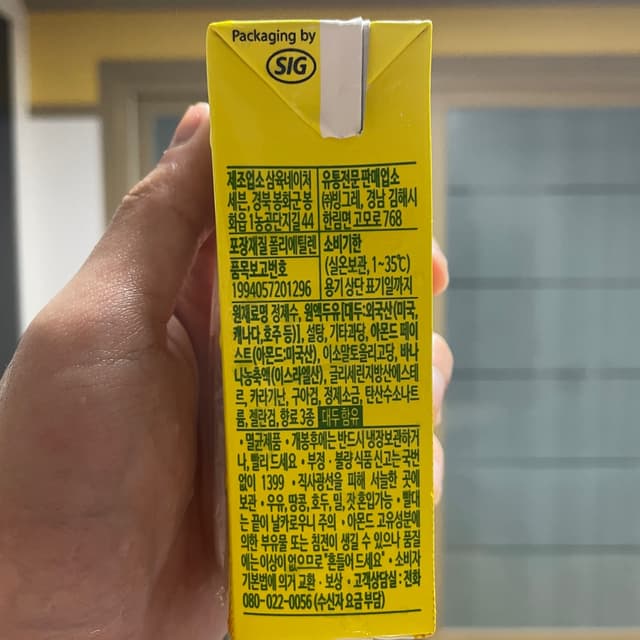 Packaging by
SIG
제조업소 삼육네이처
세븐, 경북 봉화군 봉
화읍 1농공단지길 44
유통전문 판매업소
㈜빙그레, 경남 김해시
한림면 고모로 768
포장재질 폴리에틸렌
품목보고번호
1994057201296
소비기한
(실온보관, 1~35℃)
용기 상단 표기일까지
원재료명 정제수, 원액두유[대두:외국산(미국,
캐나다,호주 등)], 설탕, 기타과당, 아몬드 페이
스트(아몬드:미국산), 이소말토올리고당, 바나
나농축액(이스라엘산), 글리세린지방산에스테
르, 카라기난, 구아검, 정제소금, 탄산수소나트
륨, 젤란검, 향료 3종 대두 함유
• 멸균제품 • 개봉후에는 반드시 냉장보관하거
나, 빨리 드세요 • 부정 · 불량식품 신고는 국번
없이 1399 • 직사광선을 피해 서늘한 곳에
보관 • 우유, 땅콩, 호두, 밀, 잣 혼입가능 • 빨대
는 끝이 날카로우니 주의 • 아몬드 고유성분에
의한 부유물 또는 침전이 생길 수 있으나 품질
에는 이상이 없으므로 "흔들어 드세요" • 소비자
기본법에 의거 교환 · 보상 • 고객상담실 : 전화
080-022-0056 (수신자 요금 부담)